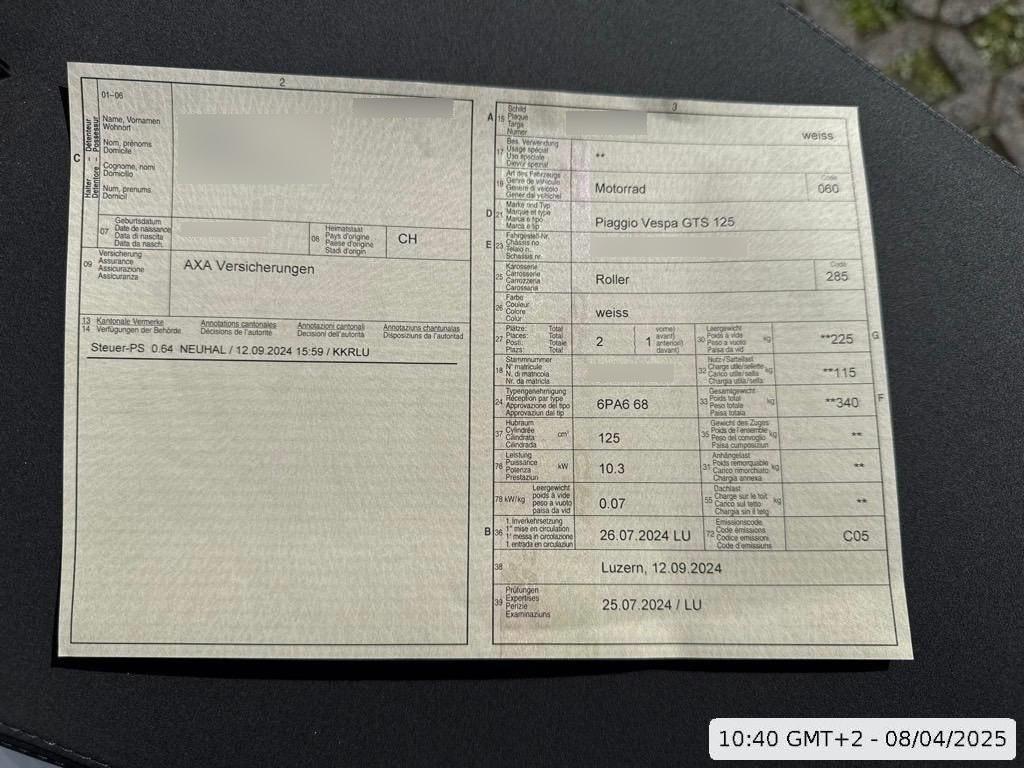 2
01–06
Name, Vornamen
Wohnort
Nom, prénoms
Domicile
Cognome, nomi
Domicilio
Num, prenums
Domicil
C
Halter – Détenteur
Detentore – Possessur
07
Geburtsdatum
Date de naissance
Data di nascita
Data da nasch.
08
Heimatstaat
Pays d'origine
Paese d'origine
Stadi d'origin
CH
09
Versicherung
Assurance
Assicurazione
Assicuranza
AXA Versicherungen
13 Kantonale Vermerke
14 Verfügungen der Behörde
Annotations cantonales
Décisions de l'autorité
Annotazioni cantonali
Decisioni dell'autorità
Annotaziuns chantunalas
Disposiziuns da l'autoritad
Steuer-PS 0.64 NEUHAL / 12.09.2024 15:59 / KKRLU
3
A 15
Schild
Plaque
Targa
Numer
weiss
17
Bes. Verwendung
Usage spécial
Uso speciale
Diever spezial
**
19
Art des Fahrzeugs
Genre de véhicule
Genere di veicolo
Gener dal vehichel
Motorrad
Code
060
D 21
Marke und Typ
Marque et type
Marca e tipo
Marca e tip
Piaggio Vespa GTS 125
E 23
Fahrgestell-Nr.
Châssis no
Telaio n.
Schassis nr.
25
Karosserie
Carrosserie
Carrozzeria
Carossaria
Roller
Code
285
26
Farbe
Couleur
Colore
Colur
weiss
27
Plätze: Total
Places: Total
Posti: Totale
Plazs: Total
2
1
vorne)
avant)
anteriori)
davant)
30
Leergewicht
Poids à vide
Peso a vuoto
Paisa da vid
kg
**225
G
18
Stammnummer
N° matricule
N. di matricola
Nr. da matricla
32
Nutz-/Sattellast
Charge utile/sellette
Carico utile/sella
Chargia utila/sella
kg
**115
24
Typengenehmigung
Réception par type
Approvazione del tipo
Approvaziun dal tip
6PA6 68
33
Gesamtgewicht
Poids total
Peso totale
Paisa totala
kg
**340
F
37
Hubraum
Cylindrée
Cilindrata
Cilindrada
cm³
125
35
Gewicht des Zuges
Poids de l'ensemble
Peso del convoglio
Paisa cumposiziun
kg
**
76
Leistung
Puissance
Potenza
Prestaziun
kW
10.3
31
Anhängelast
Poids remorquable
Carico rimorchiato
Chargia annexa
kg
**
78 kW/kg
Leergewicht
poids à vide
peso a vuoto
paisa da vid
0.07
55
Dachlast
Charge sur le toit
Carico sul tetto
Chargia sin il tetg
kg
**
B 36
1. Inverkehrsetzung
1re mise en circulation
1a messa in circolazione
1. entrada en circulaziun
26.07.2024 LU
72
Emissionscode
Code émissions
Codice emissioni
Code d'emissiuns
C05
38
Luzern, 12.09.2024
39
Prüfungen
Expertises
Perizie
Examinaziuns
25.07.2024 / LU
10:40 GMT+2 - 08/04/2025